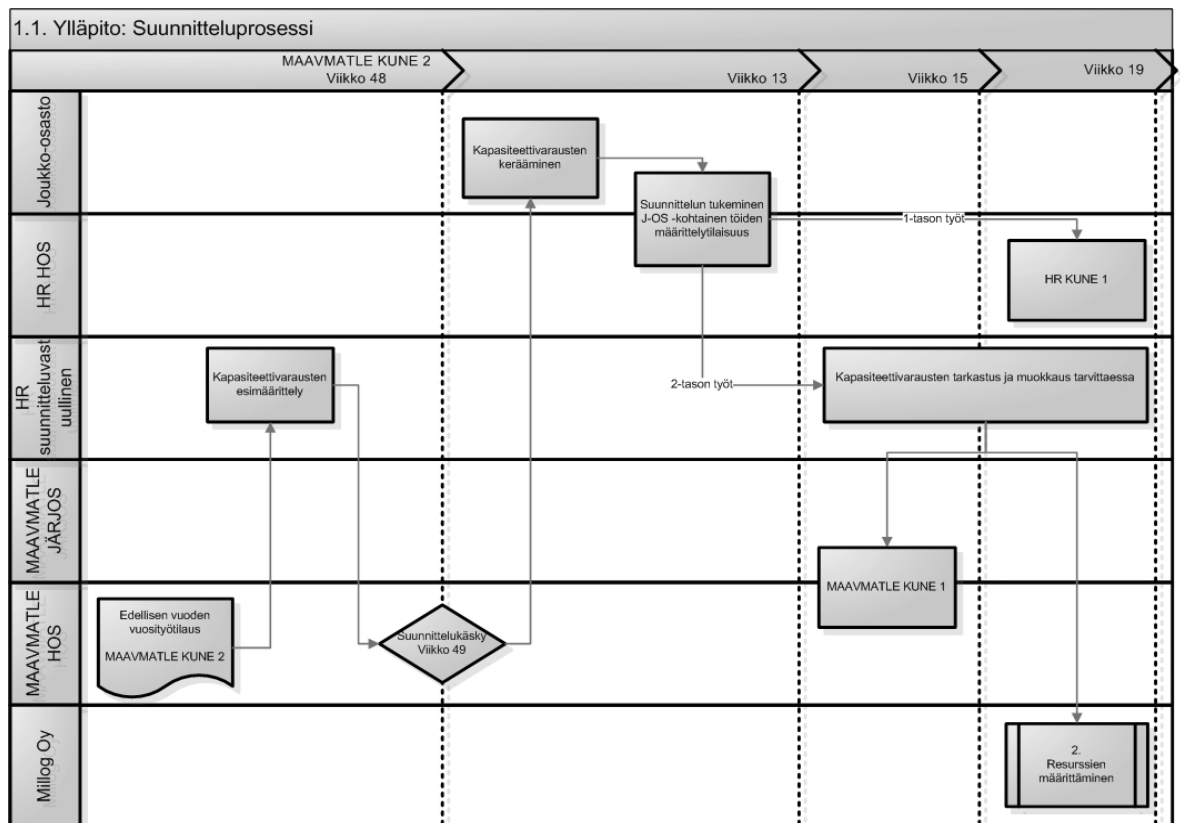 1.1. Ylläpito: Suunnitteluprosessi
MAAVMATLE KUNE 2
Viikko 48
Viikko 13
Viikko 15
Viikko 19
Joukko-osasto
Kapasiteettivarausten
kerääminen
Suunnittelun tukeminen
J-OS -kohtainen töiden
määrittelytilaisuus
1-tason työt
HR HOS
HR KUNE 1
HR
suunnitteluvast
uullinen
Kapasiteettivarausten
esimäärittely
2-tason työt
Kapasiteettivarausten tarkastus ja muokkaus tarvittaessa
MAAVMATLE
JÄRJOS
MAAVMATLE KUNE 1
MAAVMATLE
HOS
Edellisen vuoden
vuosityötilaus
MAAVMATLE KUNE 2
Suunnittelukäsky
Viikko 49
Millog Oy
2.
Resurssien
määrittäminen